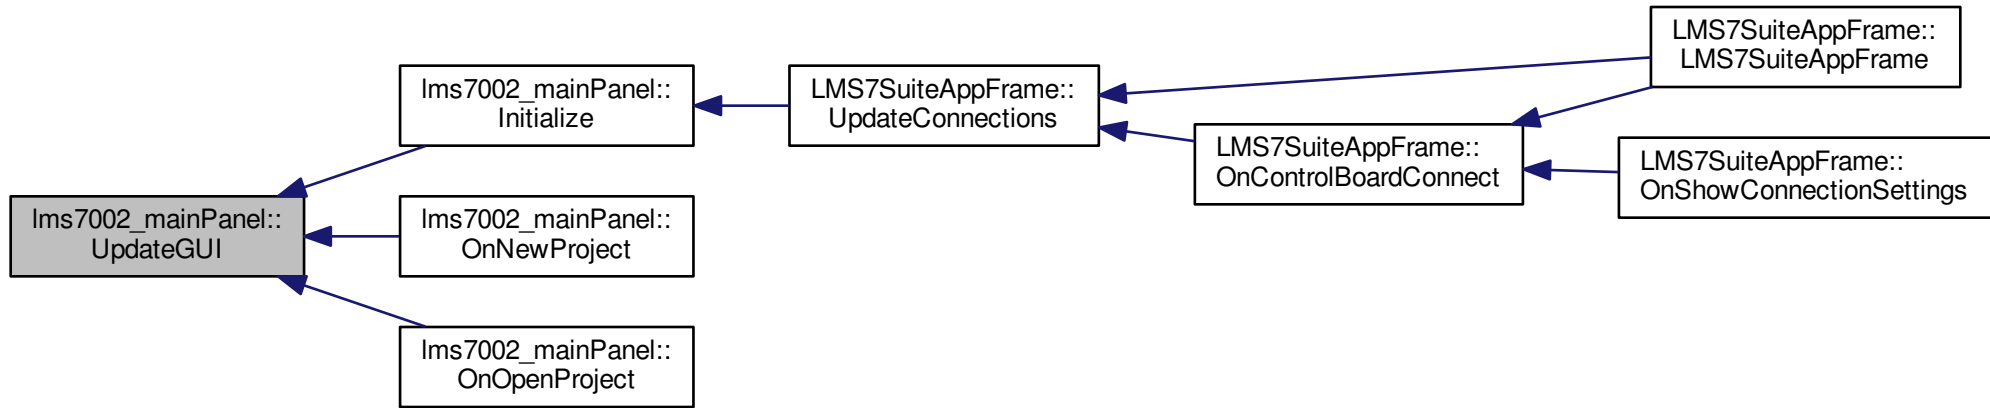 lms7002_mainPanel::
UpdateGUI
lms7002_mainPanel::
Initialize
lms7002_mainPanel::
OnNewProject
lms7002_mainPanel::
OnOpenProject
LMS7SuiteAppFrame::
UpdateConnections
LMS7SuiteAppFrame::
OnControlBoardConnect
LMS7SuiteAppFrame::
LMS7SuiteAppFrame
LMS7SuiteAppFrame::
OnShowConnectionSettings